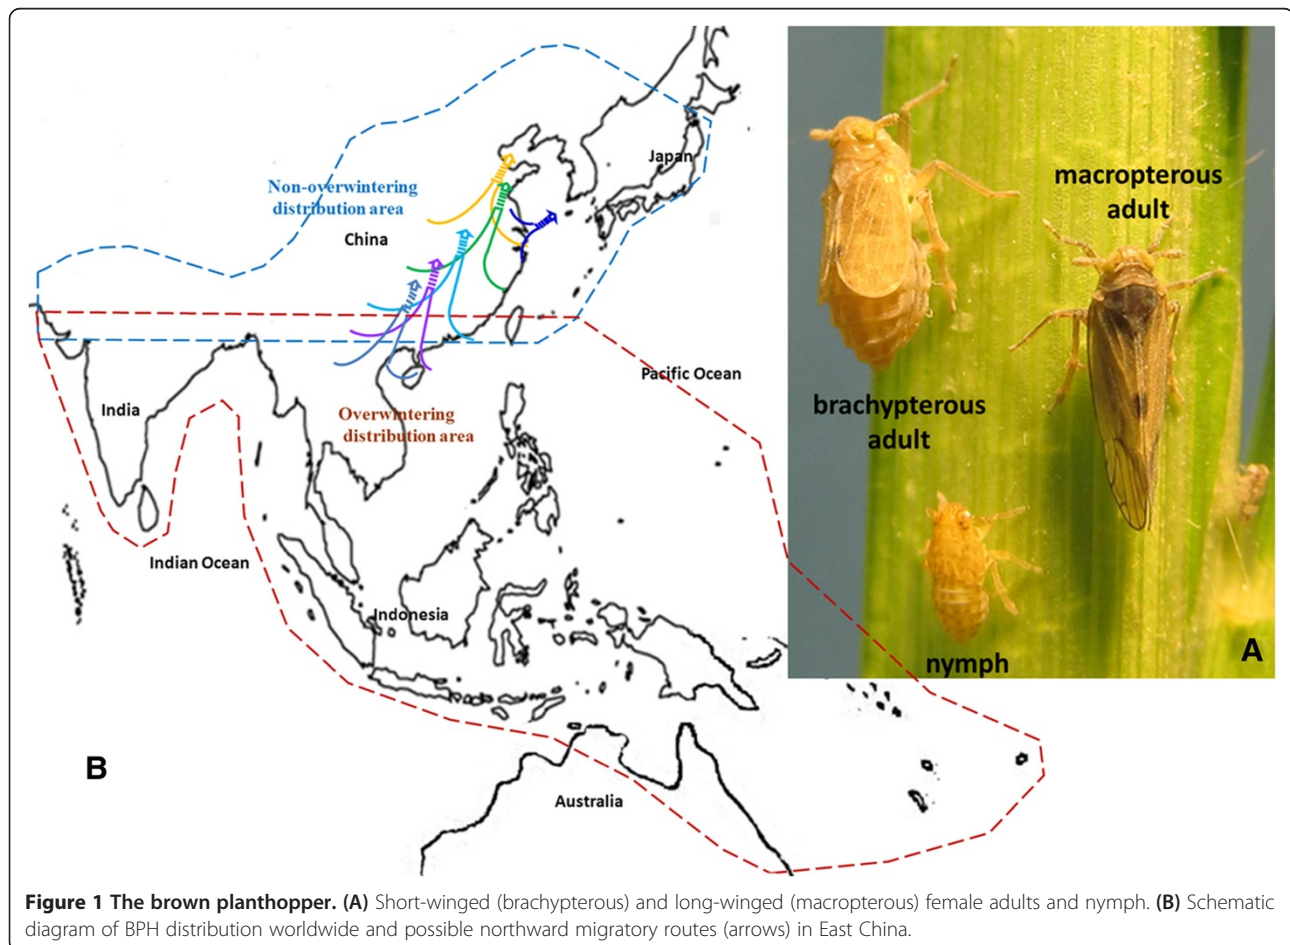 Non-overwintering
distribution area
China
Japan
India
Overwintering
distribution area
Pacific Ocean
Indian Ocean
Indonesia
Australia
B
macropterous
adult
brachypterous
adult
nymph
A
Figure 1 The brown planthopper. (A) Short-winged (brachypterous) and long-winged (macropterous) female adults and nymph. (B) Schematic
diagram of BPH distribution worldwide and possible northward migratory routes (arrows) in East China.